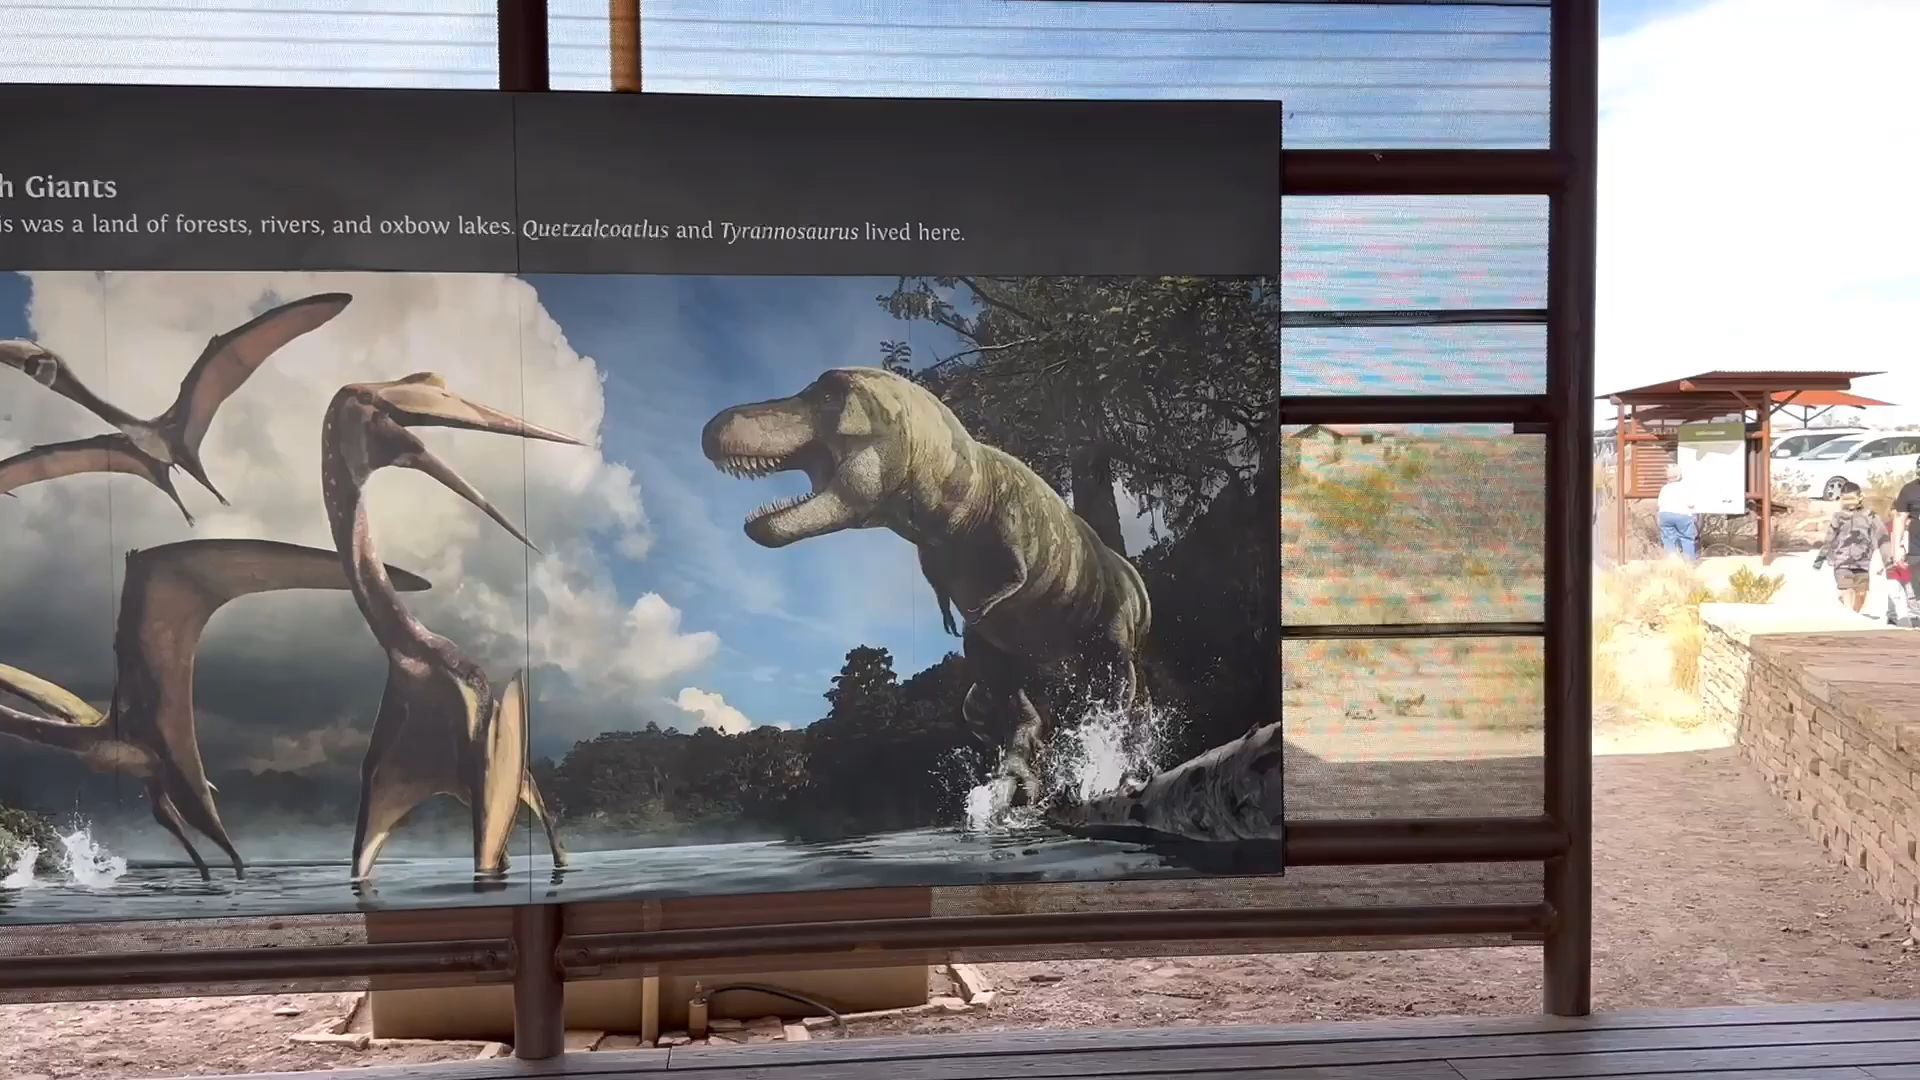 h Giants
is was a land of forests, rivers, and oxbow lakes. Quetzalcoatlus and Tyrannosaurus lived here.